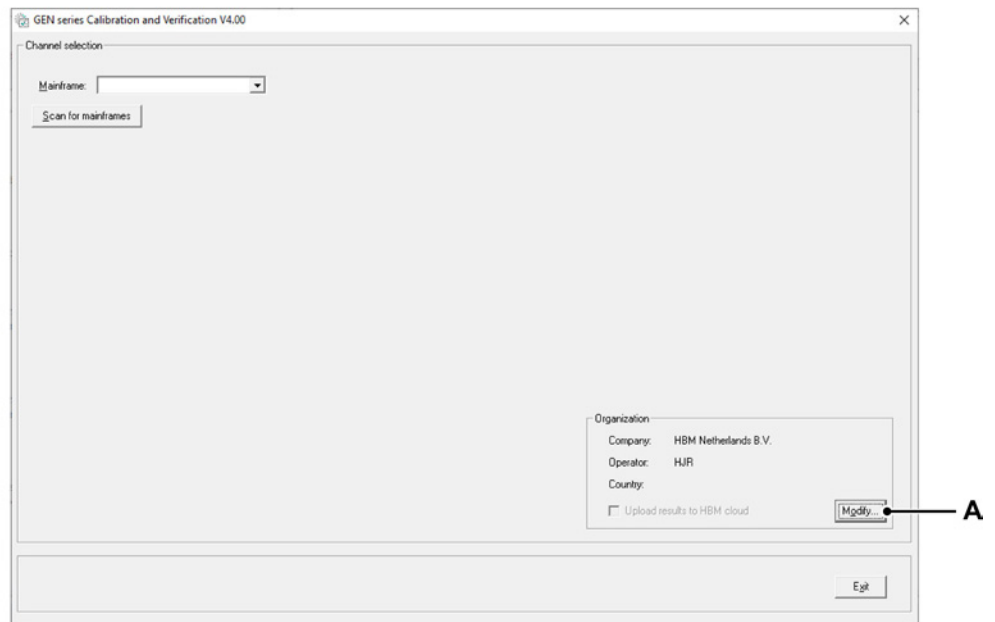 GEN series Calibration and Verification V4.00
Channel selection
Mainframe:
Scan for mainframes
Organization
Company: HBM Netherlands B.V.
Operator: HJR
Country:
Upload results to HBM cloud
Modify...
A
Exit